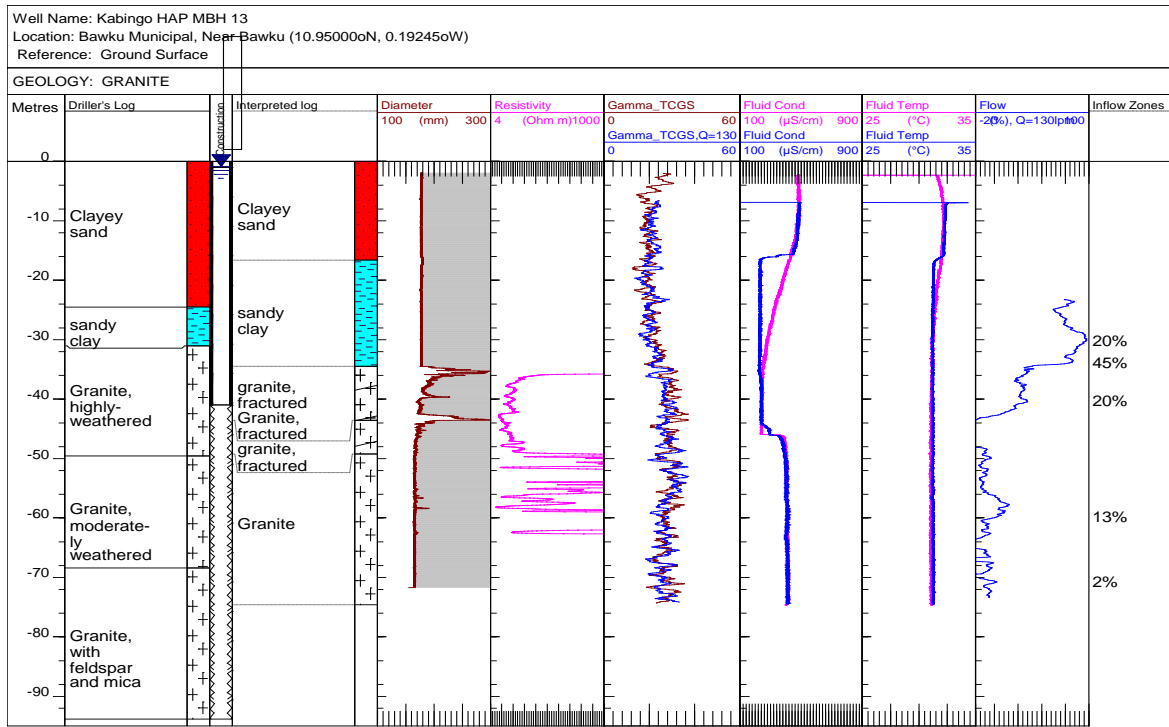 Well Name: Kabingo HAP MBH 13
Location: Bawku Municipal, Near Bawku (10.95000oN, 0.19245oW)
Reference: Ground Surface
GEOLOGY: GRANITE
Metres
Driller's Log
Construction
Interpreted log
Diameter
100 (mm) 300
Resistivity
4 (Ohm m)1000
Gamma_TCGS
0 60
Gamma_TCGS,Q=130
0 60
Fluid Cond
100 (µS/cm) 900
Fluid Cond
100 (µS/cm) 900
Fluid Temp
25 (°C) 35
Fluid Temp
25 (°C) 35
Flow
(%), Q=130lpm 100
Inflow Zones
0
-10
-20
-30
-40
-50
-60
-70
-80
-90
Clayey
sand
sandy
clay
Granite,
highly-
weathered
Granite,
moderate-
ly
weathered
Granite,
with
feldspar
and mica
Clayey
sand
sandy
clay
granite,
fractured
Granite,
fractured
granite,
fractured
Granite
20%
45%
20%
13%
2%